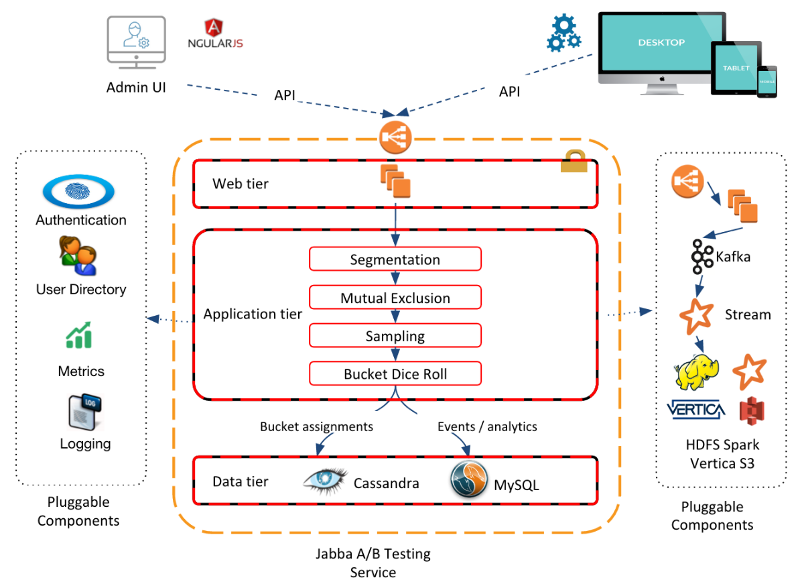 Admin UI
NGULARJS
API
API
DESKTOP
TABLET
Web tier
Application tier
Segmentation
Mutual Exclusion
Sampling
Bucket Dice Roll
Bucket assignments
Events / analytics
Data tier
Cassandra
MySQL
Jabba A/B Testing
Service
Authentication
User Directory
Metrics
LOG
Logging
Pluggable
Components
Kafka
Stream
VERTICA
HDFS Spark
Vertica S3
Pluggable
Components